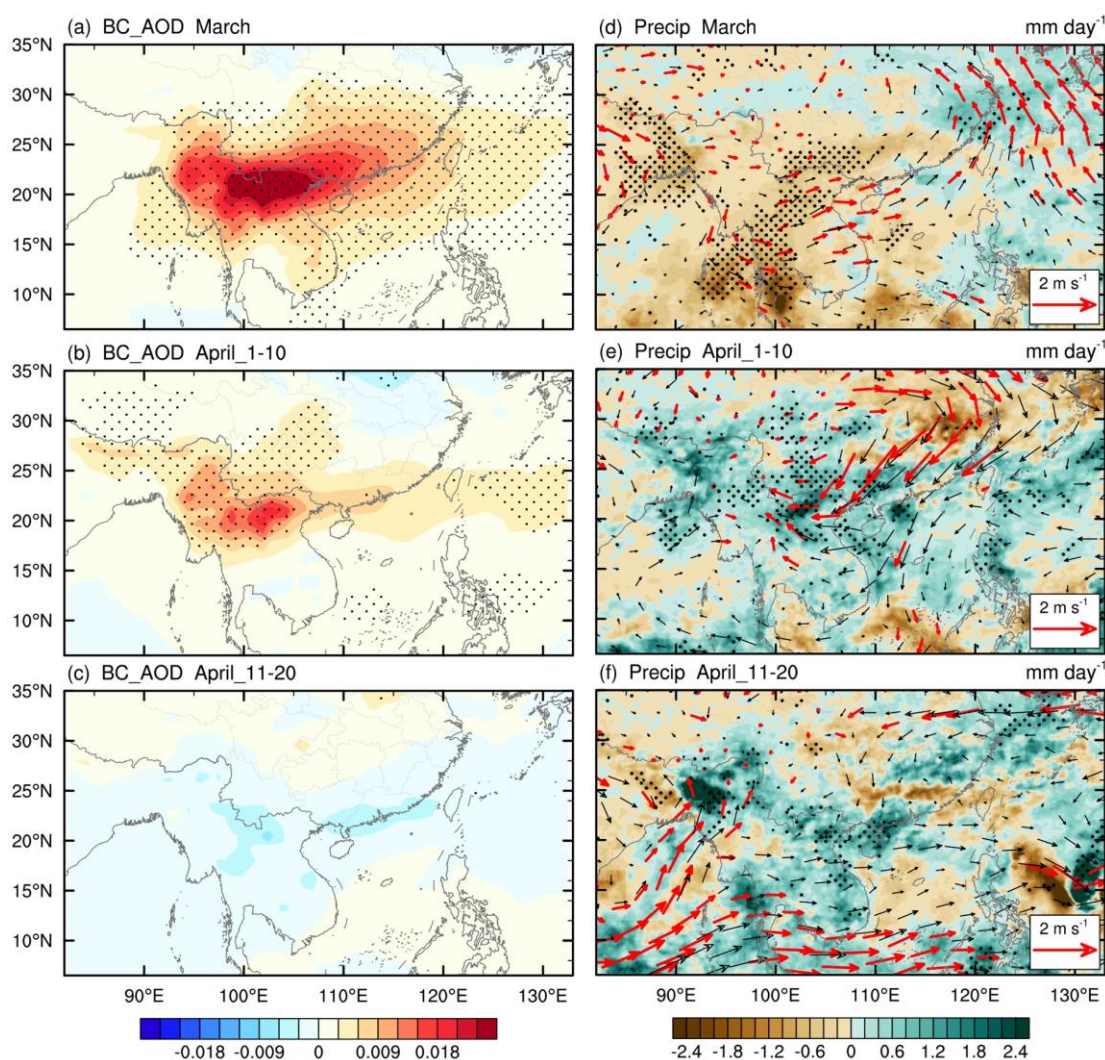 (a) BC_AOD March
35°N
30°N
25°N
20°N
15°N
10°N
(d) Precip March mm day⁻¹
2 m s⁻¹
(b) BC_AOD April_1-10
35°N
30°N
25°N
20°N
15°N
10°N
(e) Precip April_1-10 mm day⁻¹
2 m s⁻¹
(c) BC_AOD April_11-20
35°N
30°N
25°N
20°N
15°N
10°N
(f) Precip April_11-20 mm day⁻¹
2 m s⁻¹
90°E 100°E 110°E 120°E 130°E
90°E 100°E 110°E 120°E 130°E
-0.018 -0.009 0 0.009 0.018
-2.4 -1.8 -1.2 -0.6 0 0.6 1.2 1.8 2.4